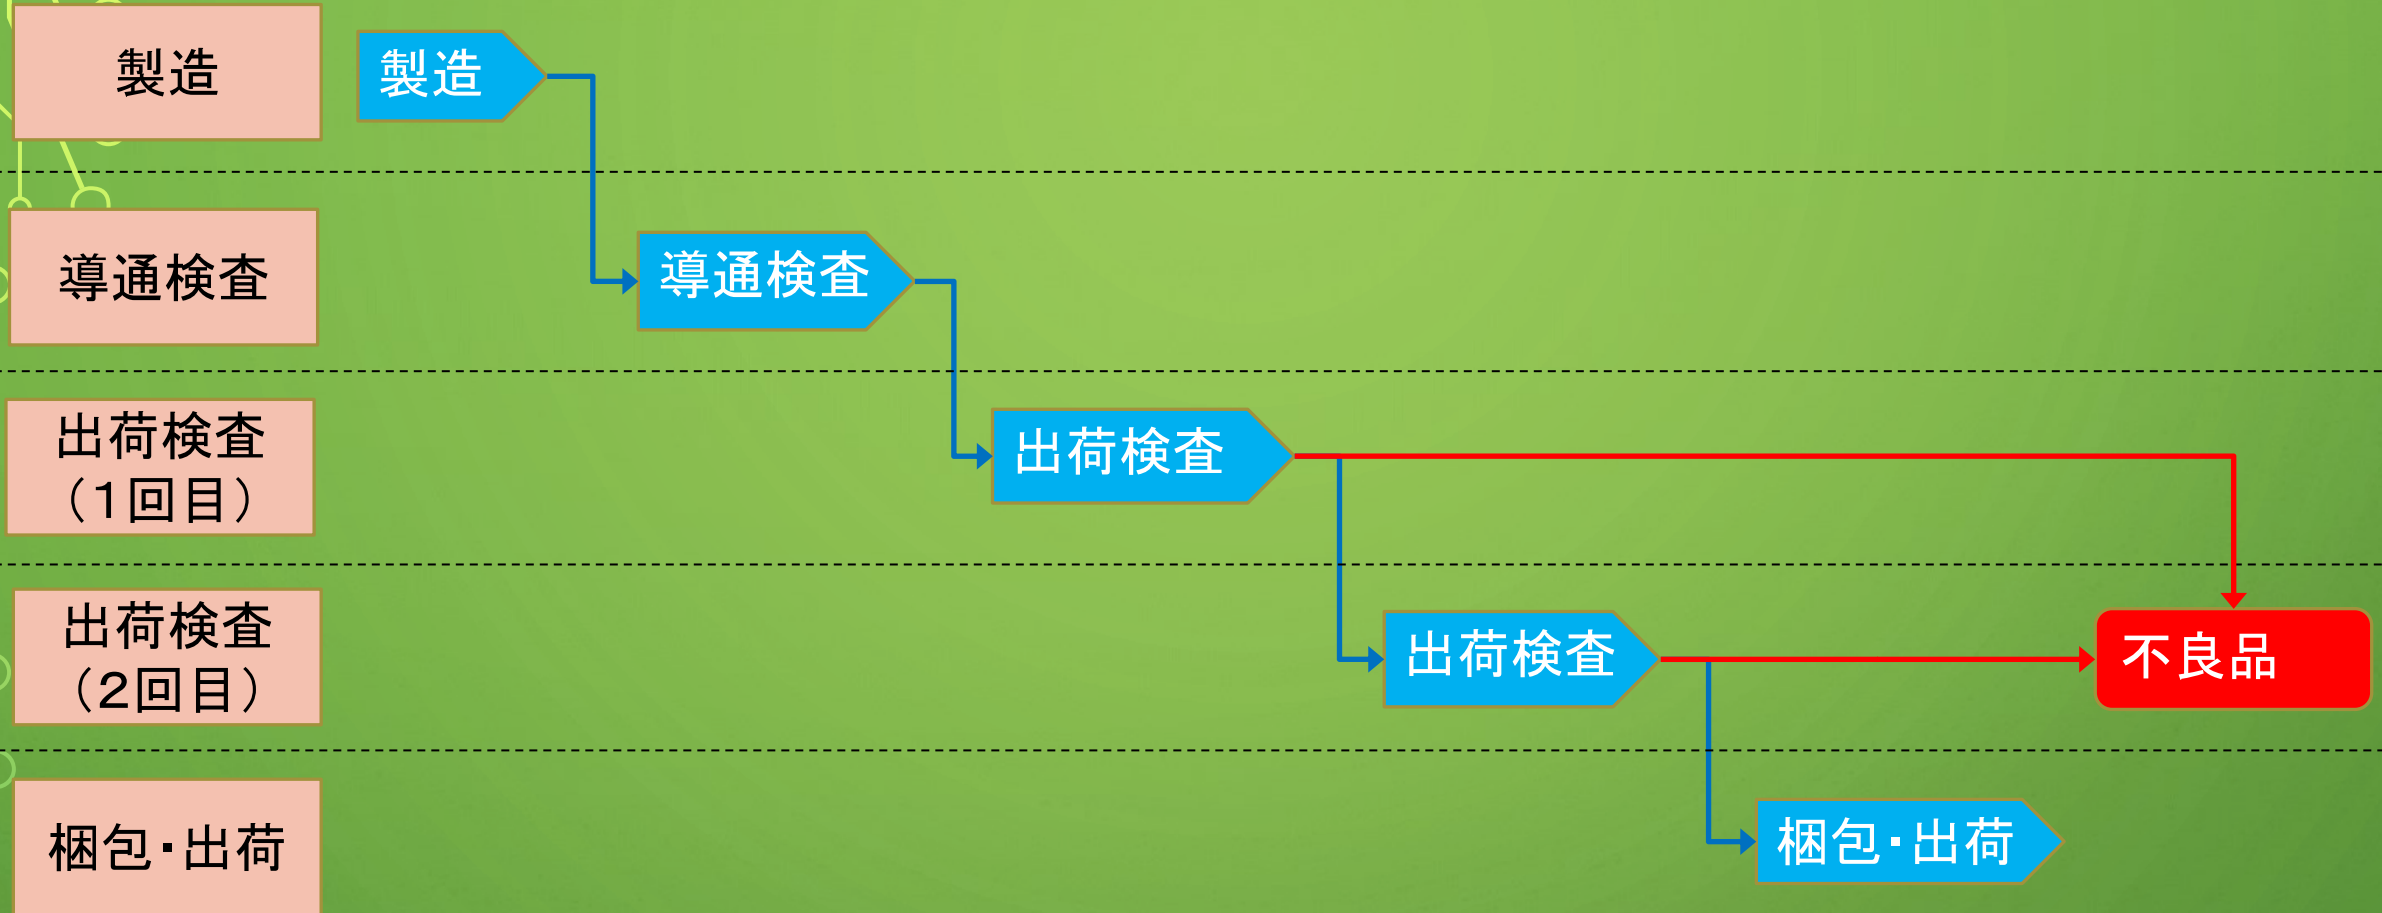 製造
製造
導通検査
導通検査
出荷検査
（1回目）
出荷検査
出荷検査
（2回目）
出荷検査
不良品
梱包・出荷
梱包・出荷